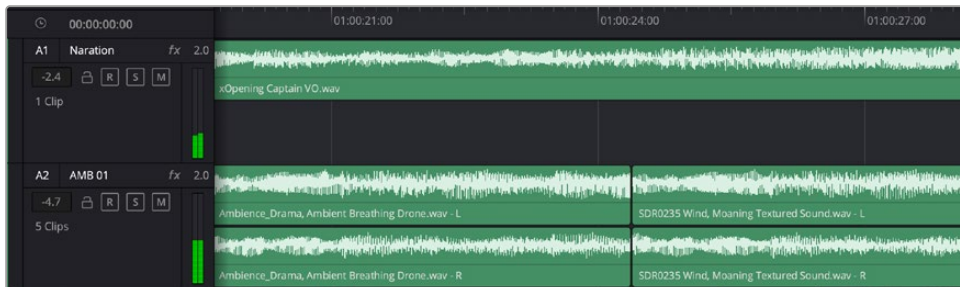 00:00:00:00 01:00:21:00 01:00:24:00 01:00:27:00
A1 Naration fx 2.0
-2.4 R S M
1 Clip
xOpening Captain VO.wav
A2 AMB 01 fx 2.0
-4.7 R S M
5 Clips
Ambience_Drama, Ambient Breathing Drone.wav - L SDR0235 Wind, Moaning Textured Sound.wav - L
Ambience_Drama, Ambient Breathing Drone.wav - R SDR0235 Wind, Moaning Textured Sound.wav - R